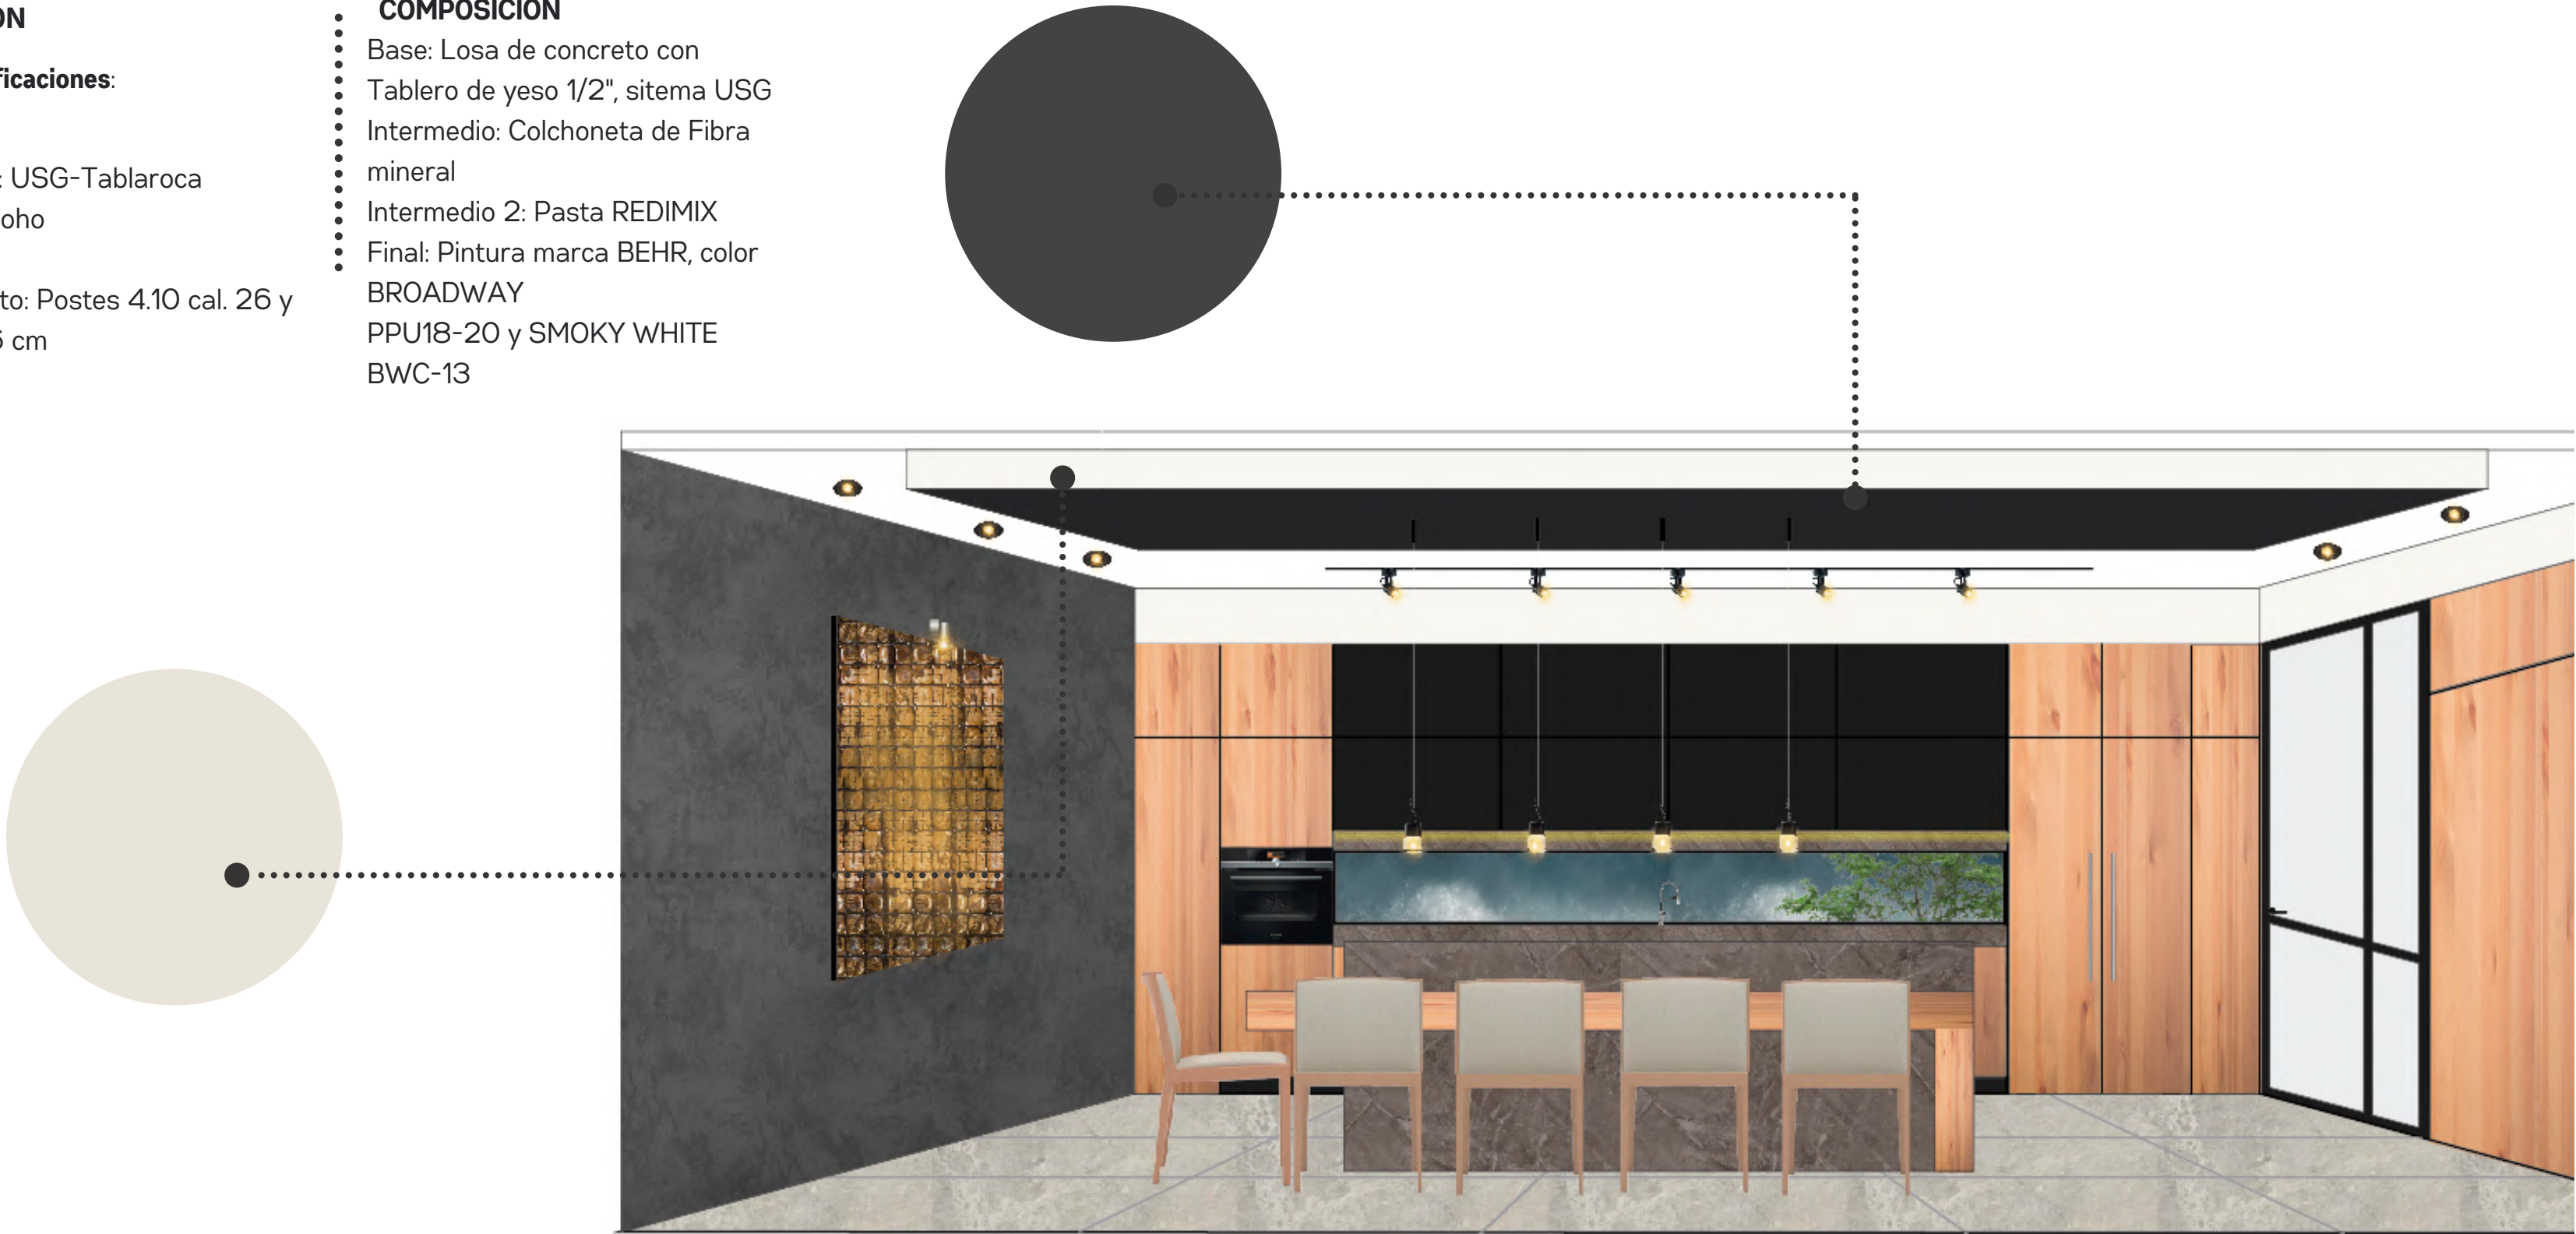 ON
ficaciones:
: USG-Tablaroca
oho
to: Postes 4.10 cal. 26 y
6 cm
COMPOSICION
Base: Losa de concreto con
Tablero de yeso 1/2", sitema USG
Intermedio: Colchoneta de Fibra
mineral
Intermedio 2: Pasta REDIMIX
Final: Pintura marca BEHR, color
BROADWAY
PPU18-20 y SMOKY WHITE
BWC-13